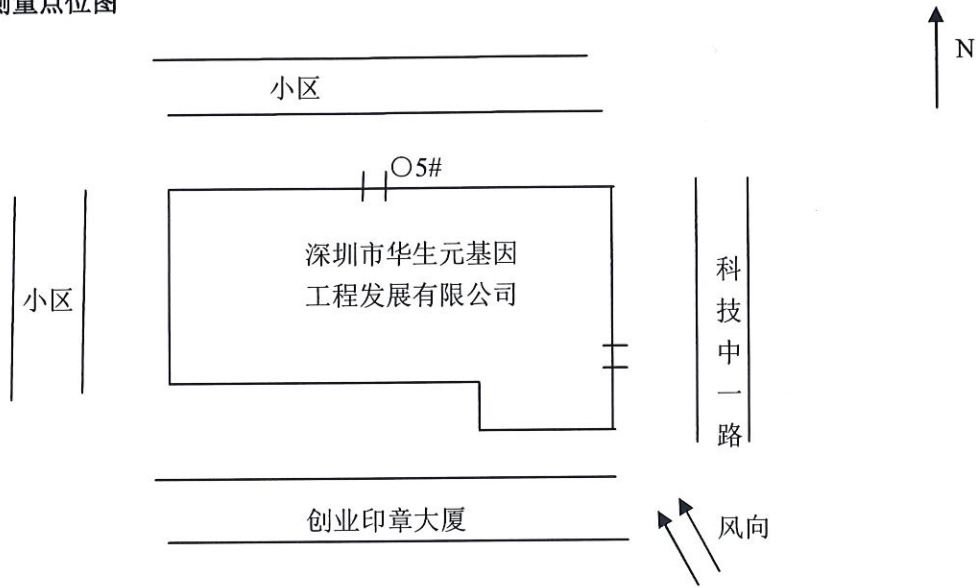 测量点位图
N
小区
○5#
深圳市华生元基因
工程发展有限公司
小区
科技中一路
创业印章大厦
风向